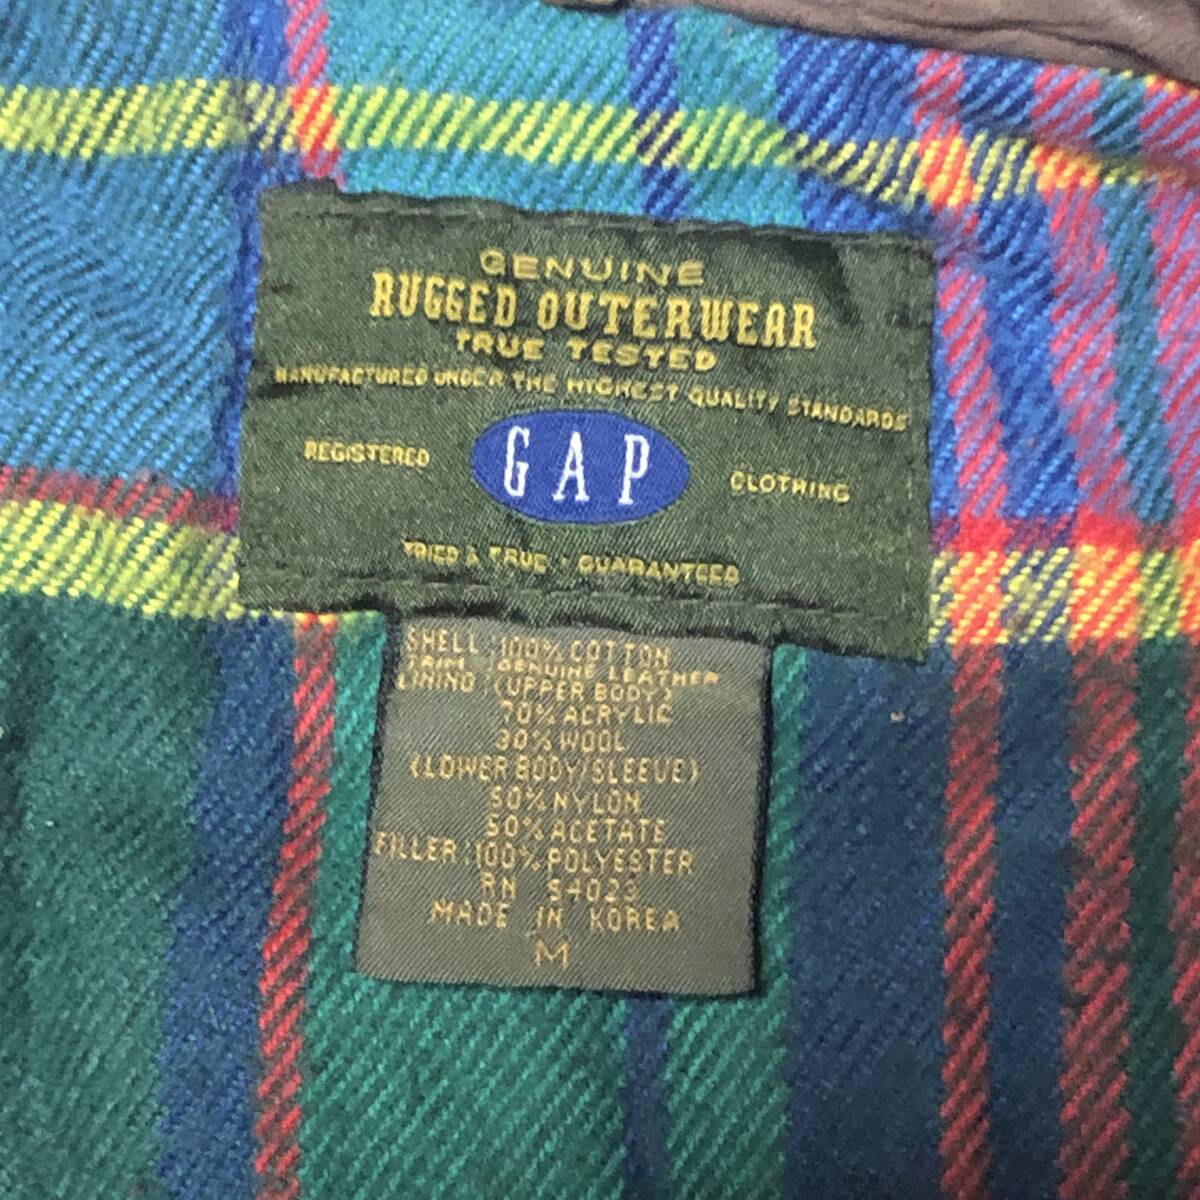 GENUINE
RUGGED OUTERWEAR
TRUE TESTED
MANUFACTURED UNDER THE HIGHEST QUALITY STANDARDS
REGISTERED GAP CLOTHING
TRIED & TRUE · GUARANTEED
SHELL : 100% COTTON
TRIM : GENUINE LEATHER
LINING : (UPPER BODY)
70% ACRYLIC
30% WOOL
(LOWER BODY/SLEEVE)
50% NYLON
50% ACETATE
FILLER : 100% POLYESTER
RN 54023
MADE IN KOREA
M